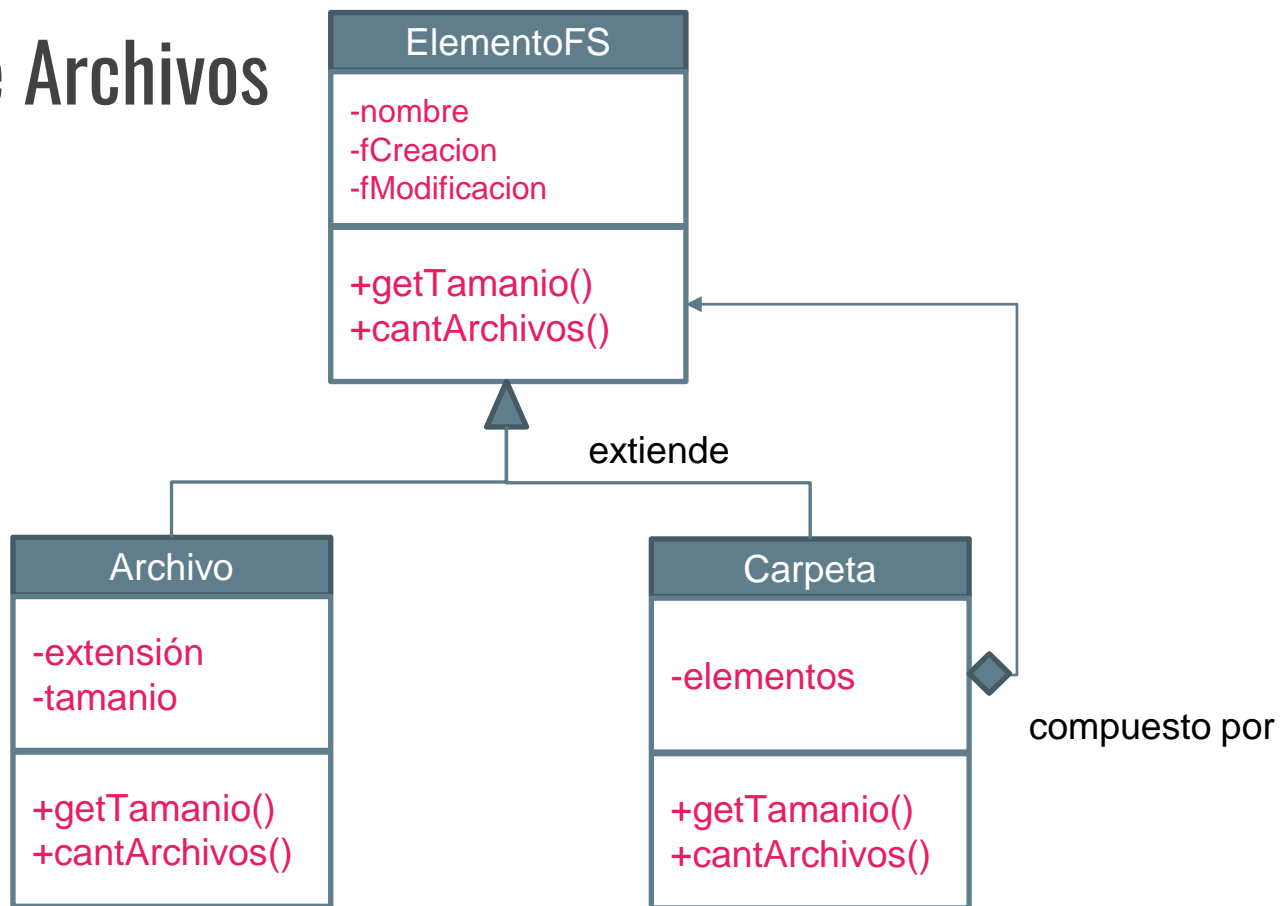 e Archivos
ElementoFS
-nombre
-fCreacion
-fModificacion
+getTamanio()
+cantArchivos()
extiende
Archivo
-extensión
-tamanio
+getTamanio()
+cantArchivos()
Carpeta
-elementos
+getTamanio()
+cantArchivos()
compuesto por